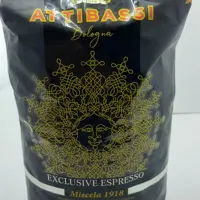 ATTIBASSI
Bologna
EXCLUSIVE ESPRESSO
Miscela 1918